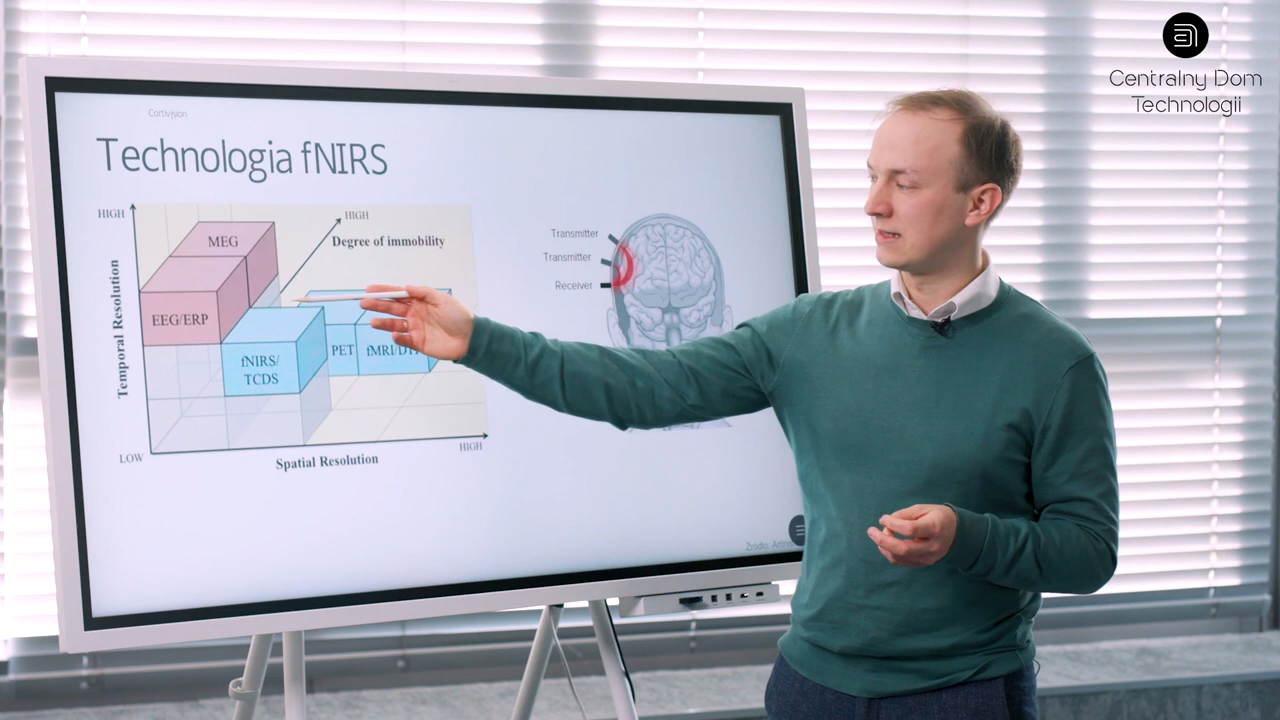 Centralny Dom
Technologii
Cortivision
Technologia fNIRS
HIGH
HIGH
Degree of immobility
MEG
EEG/ERP
fNIRS/
TCDS
PET
Temporal Resolution
LOW
Spatial Resolution
HIGH
Transmitter
Transmitter
Receiver
Źródło: